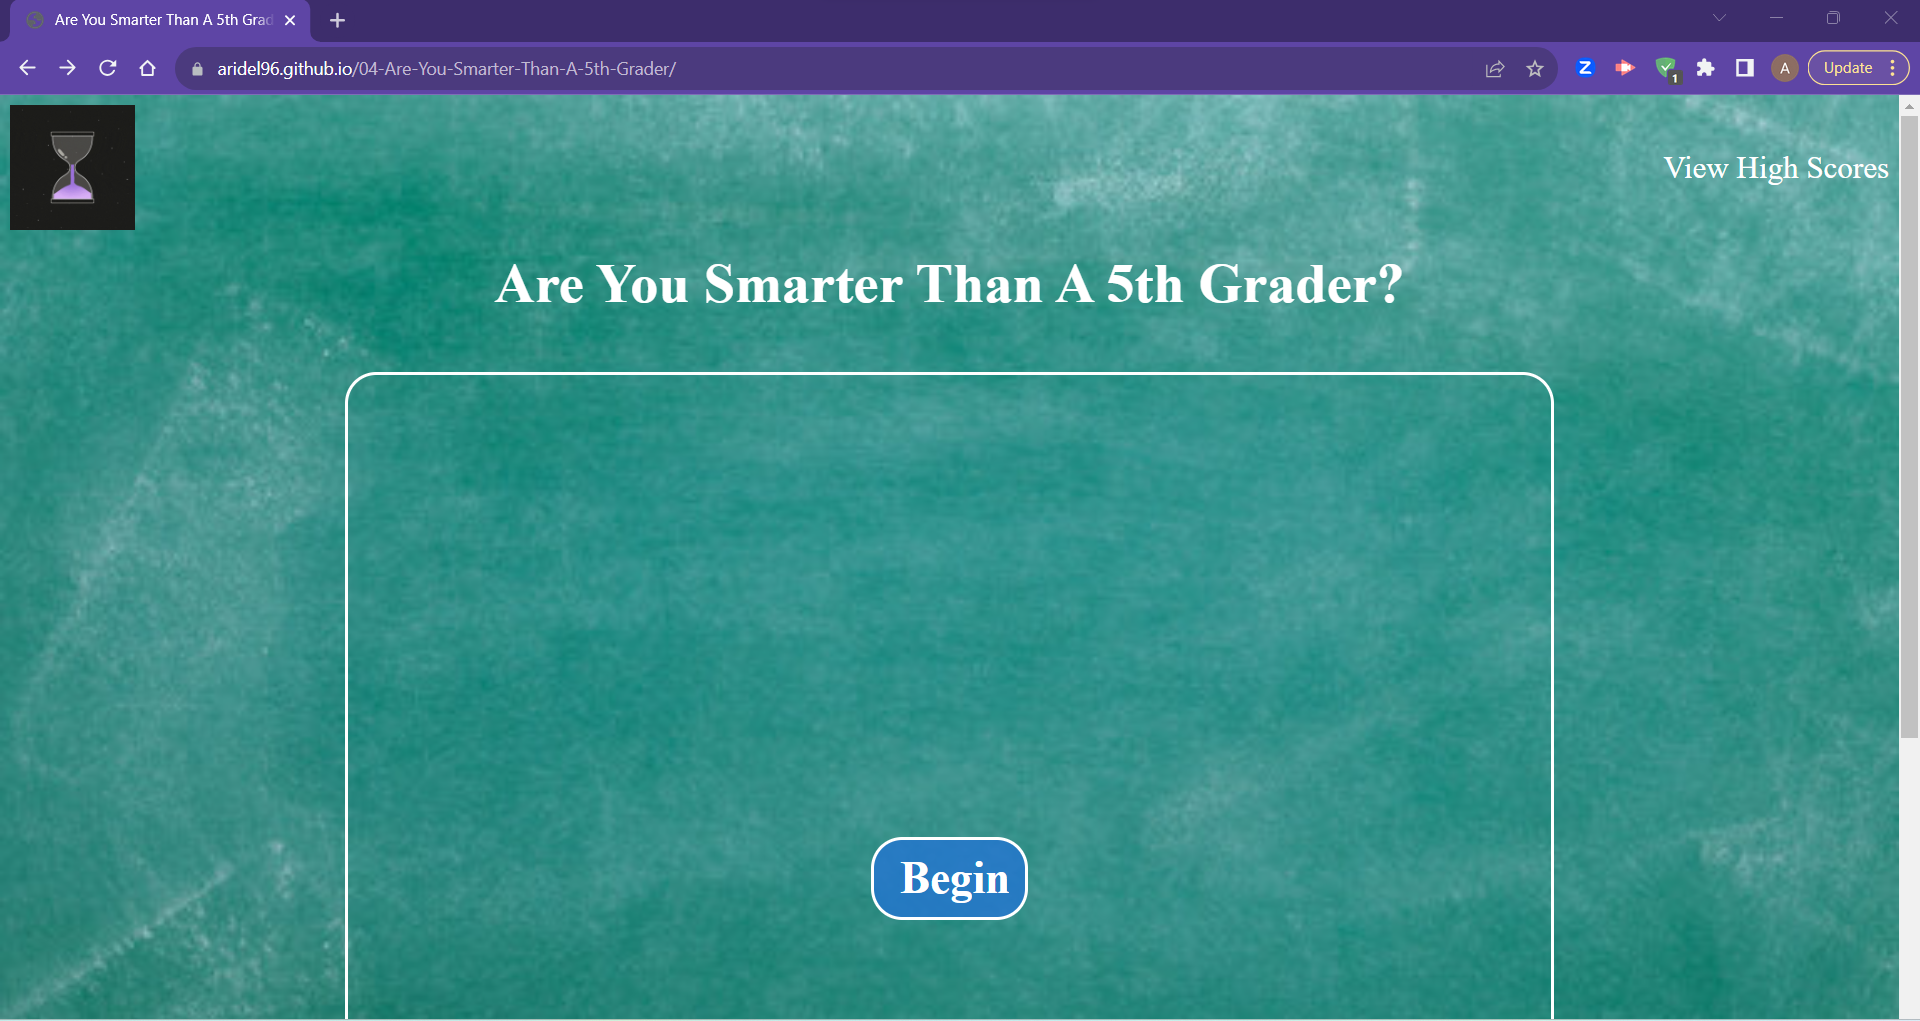 Are You Smarter Than A 5th Grad
aridel96.github.io/04-Are-You-Smarter-Than-A-5th-Grader/
Z
1
A
Update
View High Scores
Are You Smarter Than A 5th Grader?
Begin